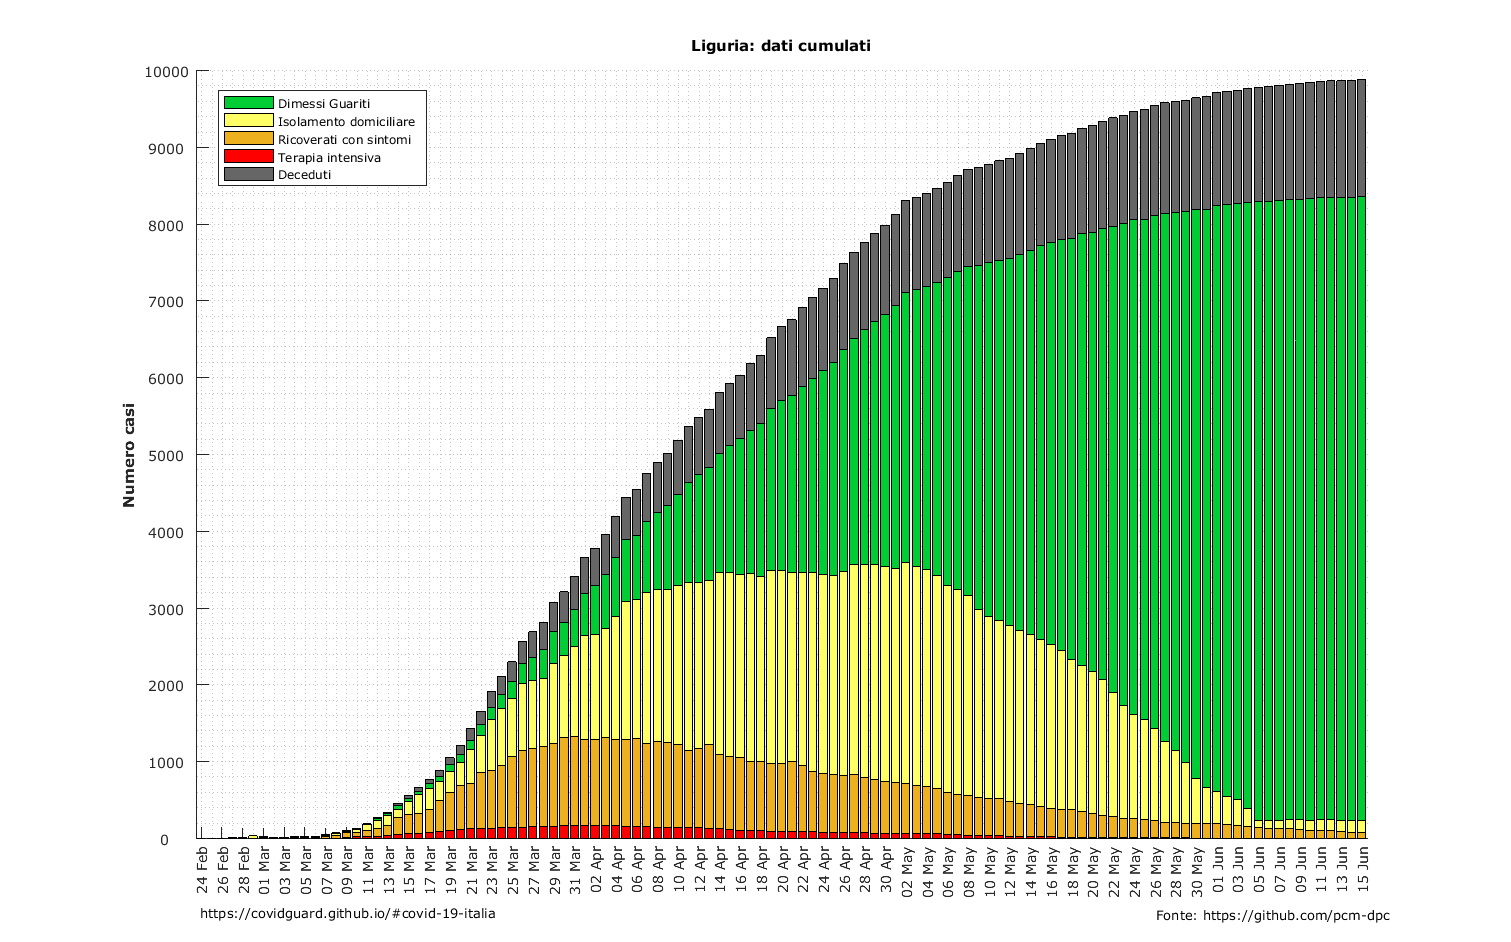 Liguria: dati cumulati
10000
9000
8000
7000
6000
5000
4000
3000
2000
1000
0
Numero casi
Dimessi Guariti
Isolamento domiciliare
Ricoverati con sintomi
Terapia intensiva
Deceduti
24 Feb
26 Feb
28 Feb
01 Mar
03 Mar
05 Mar
07 Mar
09 Mar
11 Mar
13 Mar
15 Mar
17 Mar
19 Mar
21 Mar
23 Mar
25 Mar
27 Mar
29 Mar
31 Mar
02 Apr
04 Apr
06 Apr
08 Apr
10 Apr
12 Apr
14 Apr
16 Apr
18 Apr
20 Apr
22 Apr
24 Apr
26 Apr
28 Apr
30 Apr
02 May
04 May
06 May
08 May
10 May
12 May
14 May
16 May
18 May
20 May
22 May
24 May
26 May
28 May
30 May
01 Jun
03 Jun
05 Jun
07 Jun
09 Jun
11 Jun
13 Jun
15 Jun
https://covidguard.github.io/#covid-19-italia
Fonte: https://github.com/pcm-dpc